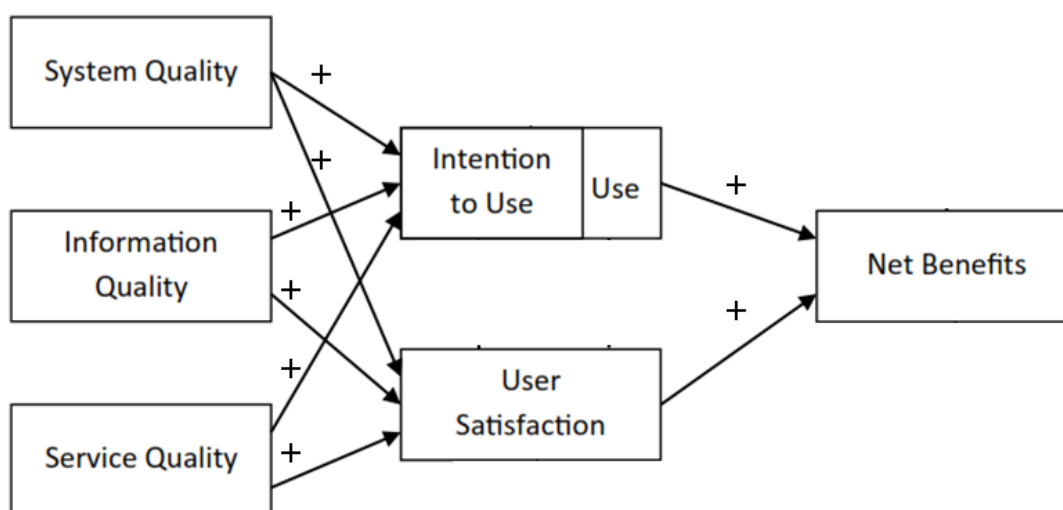 System Quality
+
+
Intention
to Use
Use
+
Information
Quality
+
+
Net Benefits
+
+
User
Satisfaction
Service Quality
+